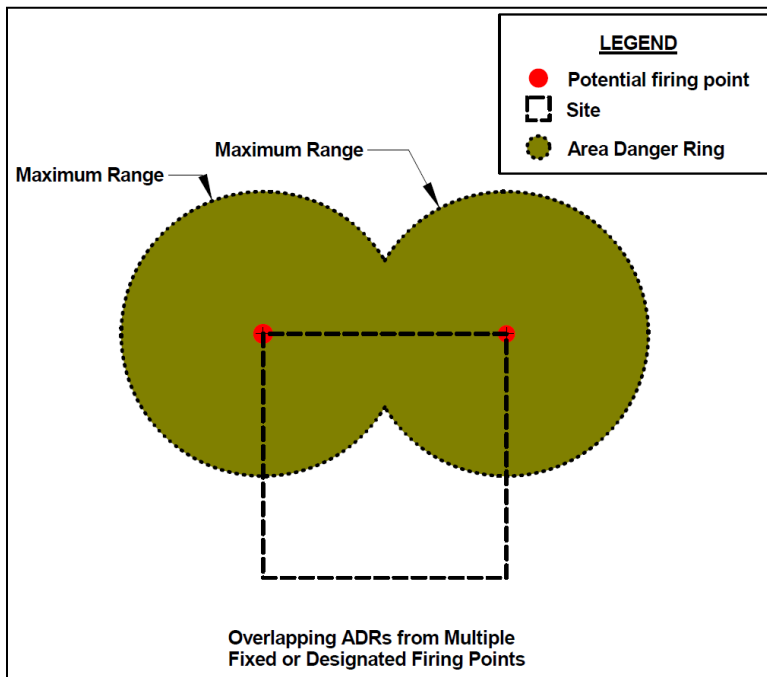 LEGEND
Potential firing point
Site
Area Danger Ring
Maximum Range
Maximum Range
Overlapping ADRs from Multiple
Fixed or Designated Firing Points